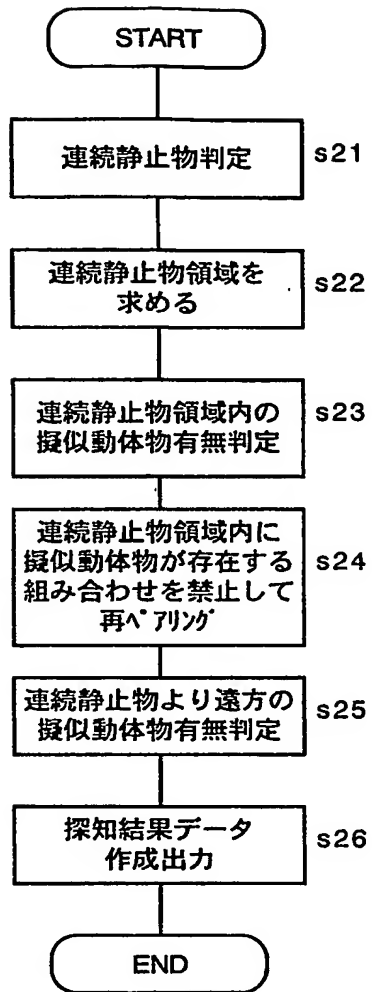 START
連続静止物判定
s21
連続静止物領域を
求める
s22
連続静止物領域内の
擬似動体物有無判定
s23
連続静止物領域内に
擬似動体物が存在する
組み合わせを禁止して
再ペアリング
s24
連続静止物より遠方の
擬似動体物有無判定
s25
探知結果データ
作成出力
s26
END